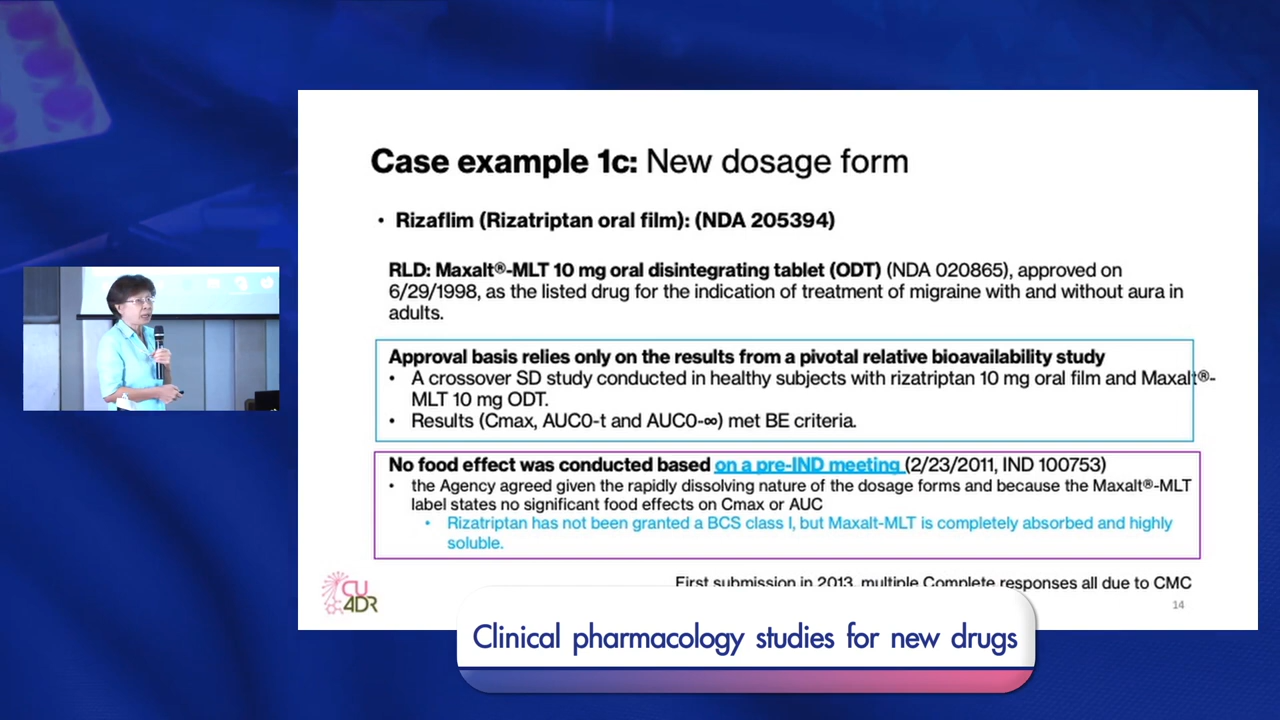 Case example 1c: New dosage form
• Rizaflim (Rizatriptan oral film): (NDA 205394)
RLD: Maxalt®-MLT 10 mg oral disintegrating tablet (ODT) (NDA 020865), approved on
6/29/1998, as the listed drug for the indication of treatment of migraine with and without aura in
adults.
Approval basis relies only on the results from a pivotal relative bioavailability study
• A crossover SD study conducted in healthy subjects with rizatriptan 10 mg oral film and Maxalt®-
MLT 10 mg ODT.
• Results (Cmax, AUC0-t and AUC0-∞) met BE criteria.
No food effect was conducted based on a pre-IND meeting (2/23/2011, IND 100753)
• the Agency agreed given the rapidly dissolving nature of the dosage forms and because the Maxalt®-MLT
label states no significant food effects on Cmax or AUC
• Rizatriptan has not been granted a BCS class I, but Maxalt-MLT is completely absorbed and highly
soluble.
First submission in 2013, multiple Complete responses all due to CMC
CU
4DR
14
Clinical pharmacology studies for new drugs